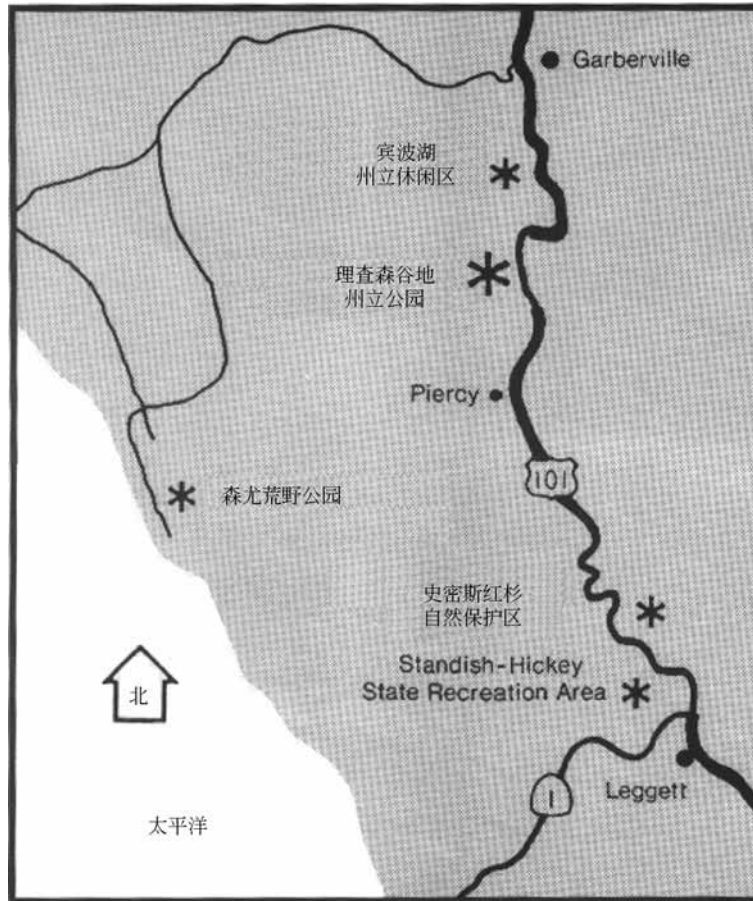 Garberville
宾波湖
州立休闲区
理查森谷地
州立公园
Piercy
101
森尤荒野公园
史密斯红杉
自然保护区
Standish-Hickey
State Recreation Area
北
Leggett
1
太平洋